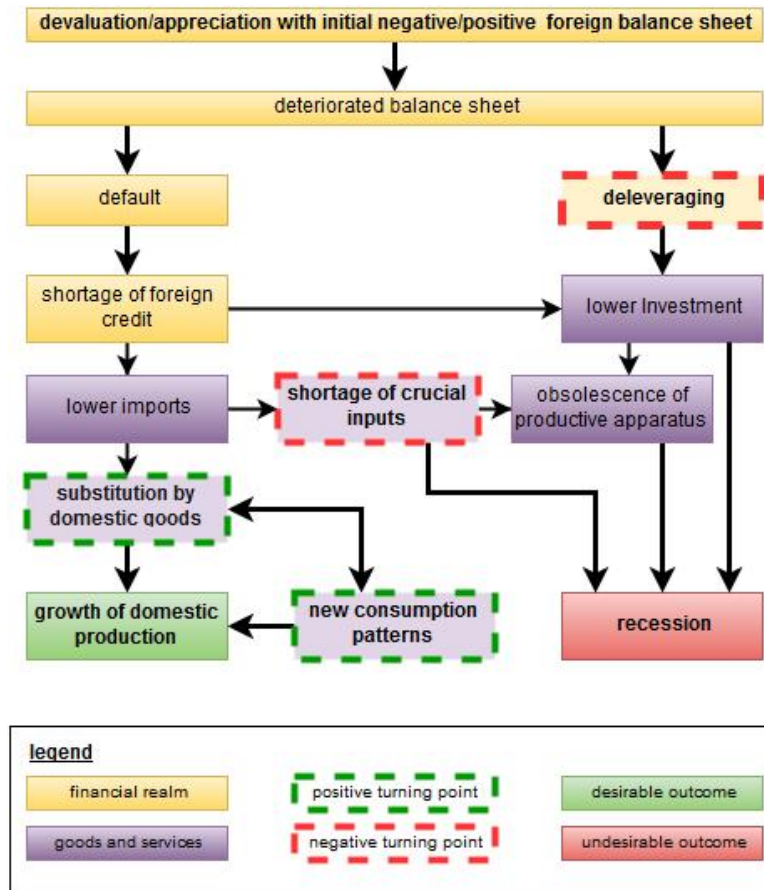 devaluation/appreciation with initial negative/positive foreign balance sheet
deteriorated balance sheet
default
deleveraging
shortage of foreign
credit
lower Investment
lower imports
shortage of crucial
inputs
obsolescence of
productive apparatus
substitution by
domestic goods
growth of domestic
production
new consumption
patterns
recession
legend
financial realm
positive turning point
desirable outcome
goods and services
negative turning point
undesirable outcome